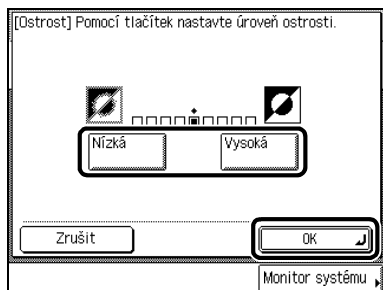 [Ostrost] Pomocí tlačítek nastavte úroveň ostrosti.
Nízká
Vysoká
Zrušit
OK
Monitor systému